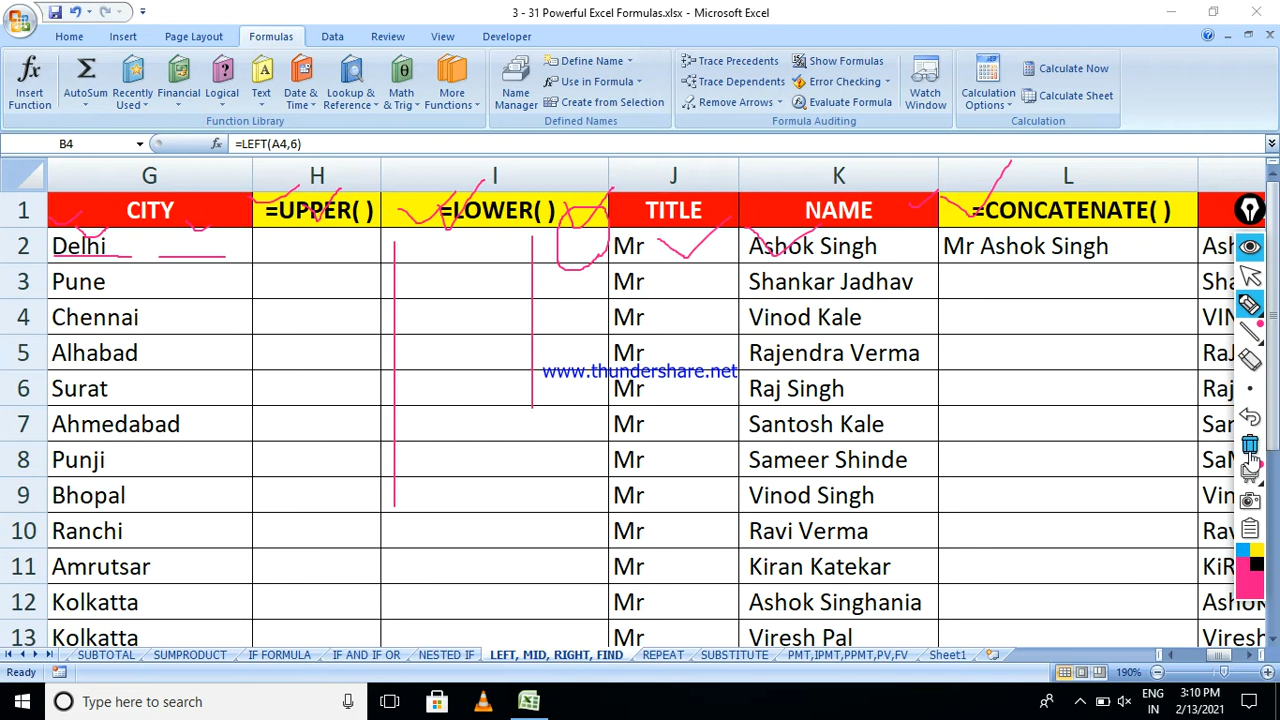 3 - 31 Powerful Excel Formulas.xlsx - Microsoft Excel
Home Insert Page Layout Formulas Data Review View Developer
Insert Function
AutoSum
Recently Used
Financial
Logical
Text
Date & Time
Lookup & Reference
Math & Trig
More Functions
Function Library
Name Manager
Define Name
Use in Formula
Create from Selection
Defined Names
Trace Precedents
Trace Dependents
Remove Arrows
Show Formulas
Error Checking
Evaluate Formula
Formula Auditing
Watch Window
Calculation Options
Calculate Now
Calculate Sheet
Calculation
B4 fx =LEFT(A4,6)
G H I J K L
1 CITY =UPPER( ) =LOWER( ) TITLE NAME =CONCATENATE( )
2 Delhi Mr Ashok Singh Mr Ashok Singh
3 Pune Mr Shankar Jadhav
4 Chennai Mr Vinod Kale VIN
5 Alhabad Mr Rajendra Verma
www.thundershare.net
6 Surat Mr Raj Singh Raj
7 Ahmedabad Mr Santosh Kale
8 Punji Mr Sameer Shinde
9 Bhopal Mr Vinod Singh Vin
10 Ranchi Mr Ravi Verma Rav
11 Amrutsar Mr Kiran Katekar KiR
12 Kolkatta Mr Ashok Singhania
13 Kolkatta Mr Viresh Pal
SUBTOTAL SUMPRODUCT IF FORMULA IF AND IF OR NESTED IF LEFT, MID, RIGHT, FIND REPEAT SUBSTITUTE PMT,IPMT,PPMT,PV,FV Sheet1
Ready 190%
Type here to search
ENG
IN
3:10 PM
2/13/2021